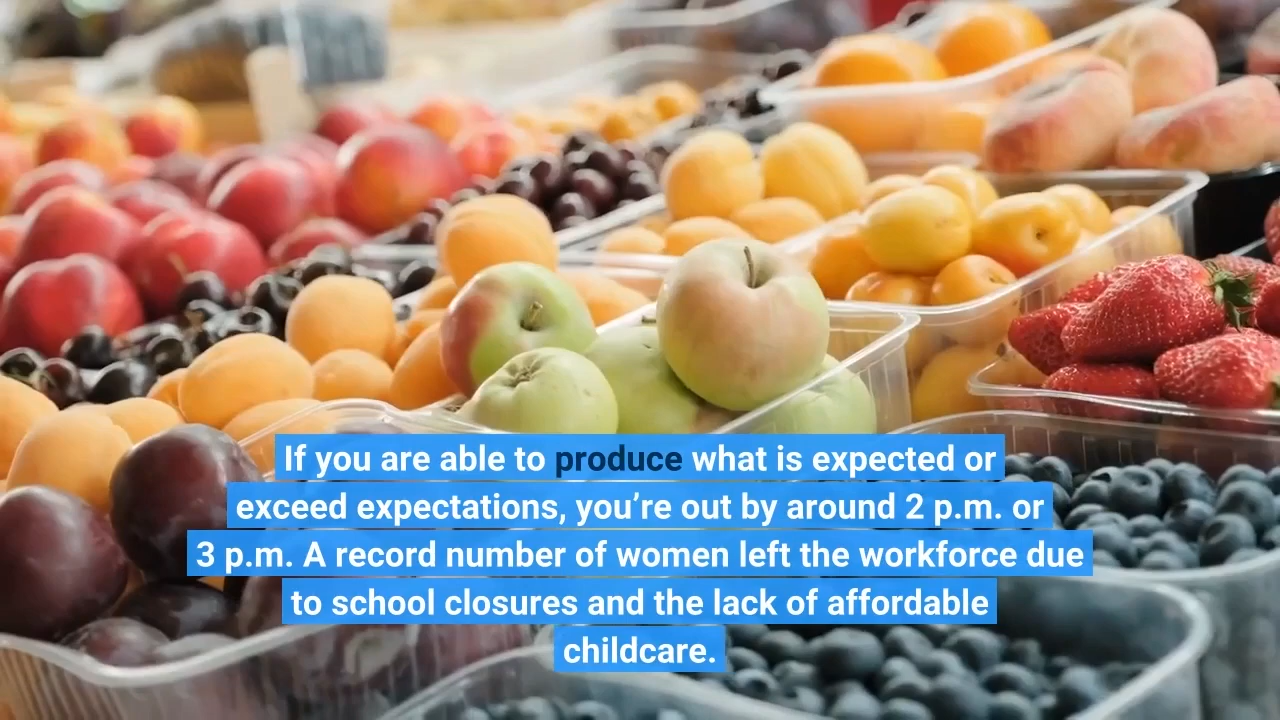 If you are able to produce what is expected or
exceed expectations, you’re out by around 2 p.m. or
3 p.m. A record number of women left the workforce due
to school closures and the lack of affordable
childcare.